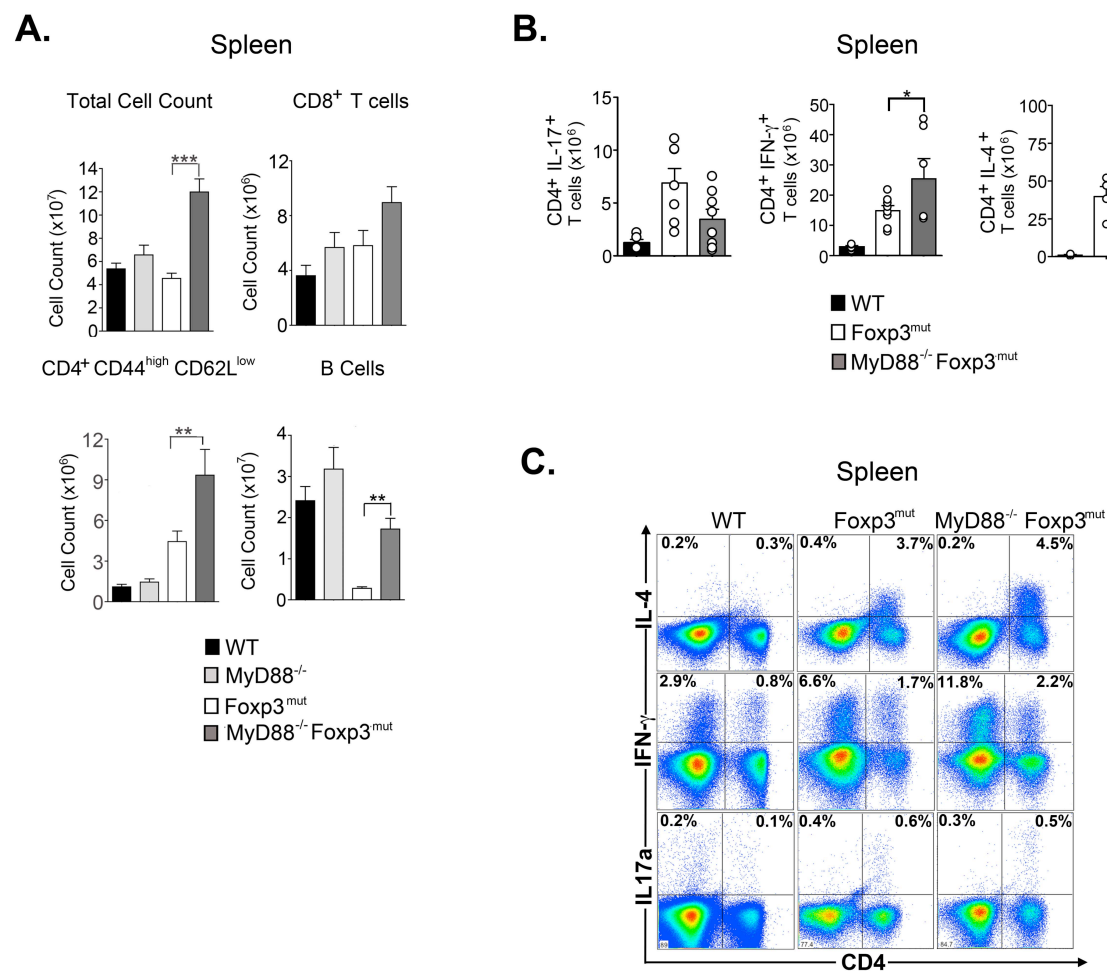 A.
Spleen
Total Cell Count
CD8+ T cells
Cell Count (x10⁷)
14
12
10
8
6
4
2
0
***
Cell Count (x10⁶)
12
8
4
0
CD4+ CD44high CD62Llow
B Cells
Cell Count (x10⁶)
12
9
6
3
0
**
Cell Count (x10⁷)
4
3
2
1
0
**
WT
MyD88-/-
Foxp3mut
MyD88-/- Foxp3mut
B.
Spleen
CD4+ IL-17+
T cells (x10⁶)
15
10
5
0
CD4+ IFN-γ+
T cells (x10⁶)
50
40
30
20
10
0
*
CD4+ IL-4+
T cells (x10⁶)
100
75
50
25
0
WT
Foxp3mut
MyD88-/- Foxp3mut
C.
Spleen
WT
Foxp3mut
MyD88-/- Foxp3mut
IL-4
0.2% 0.3%
0.4% 3.7%
0.2% 4.5%
IFN-γ
2.9% 0.8%
6.6% 1.7%
11.8% 2.2%
IL17a
0.2% 0.1%
0.4% 0.6%
0.3% 0.5%
-77.4
-84.7
CD4